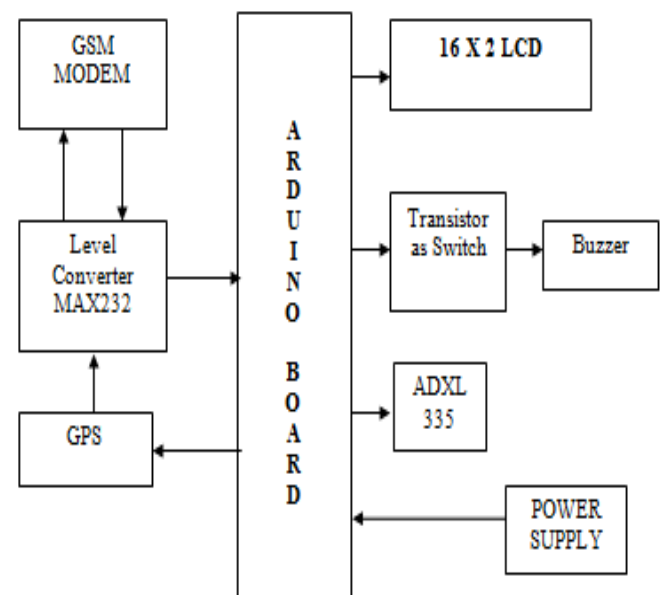 GSM
MODEM
Level
Converter
MAX232
GPS
A
R
D
U
I
N
O
B
O
A
R
D
16 X 2 LCD
Transistor
as Switch
Buzzer
ADXL
335
POWER
SUPPLY